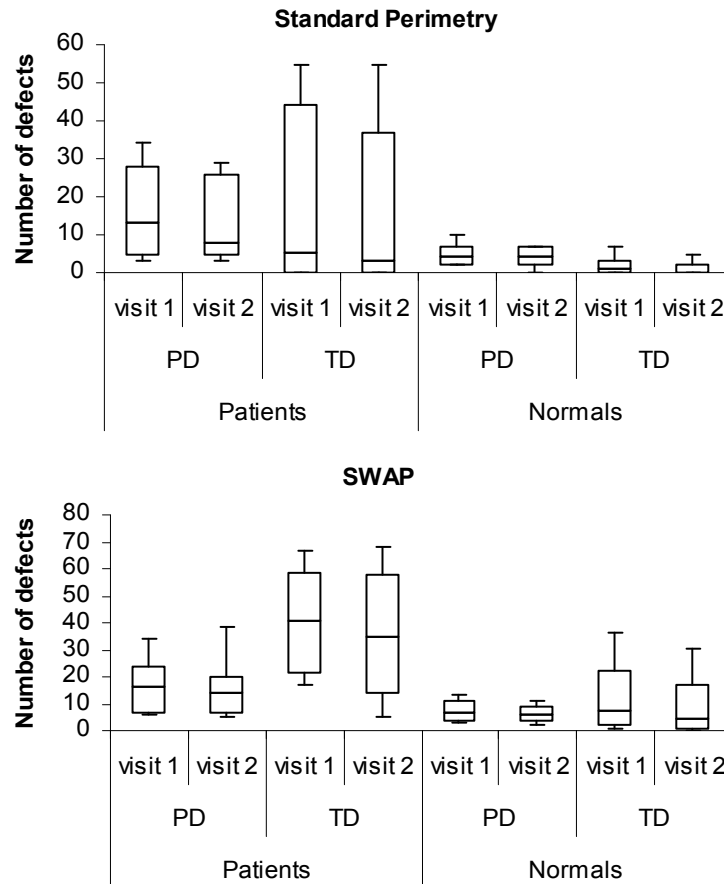 Standard Perimetry
Number of defects
60
50
40
30
20
10
0
visit 1 visit 2 visit 1 visit 2 visit 1 visit 2 visit 1 visit 2
PD TD PD TD
Patients Normals
SWAP
Number of defects
80
70
60
50
40
30
20
10
0
visit 1 visit 2 visit 1 visit 2 visit 1 visit 2 visit 1 visit 2
PD TD PD TD
Patients Normals